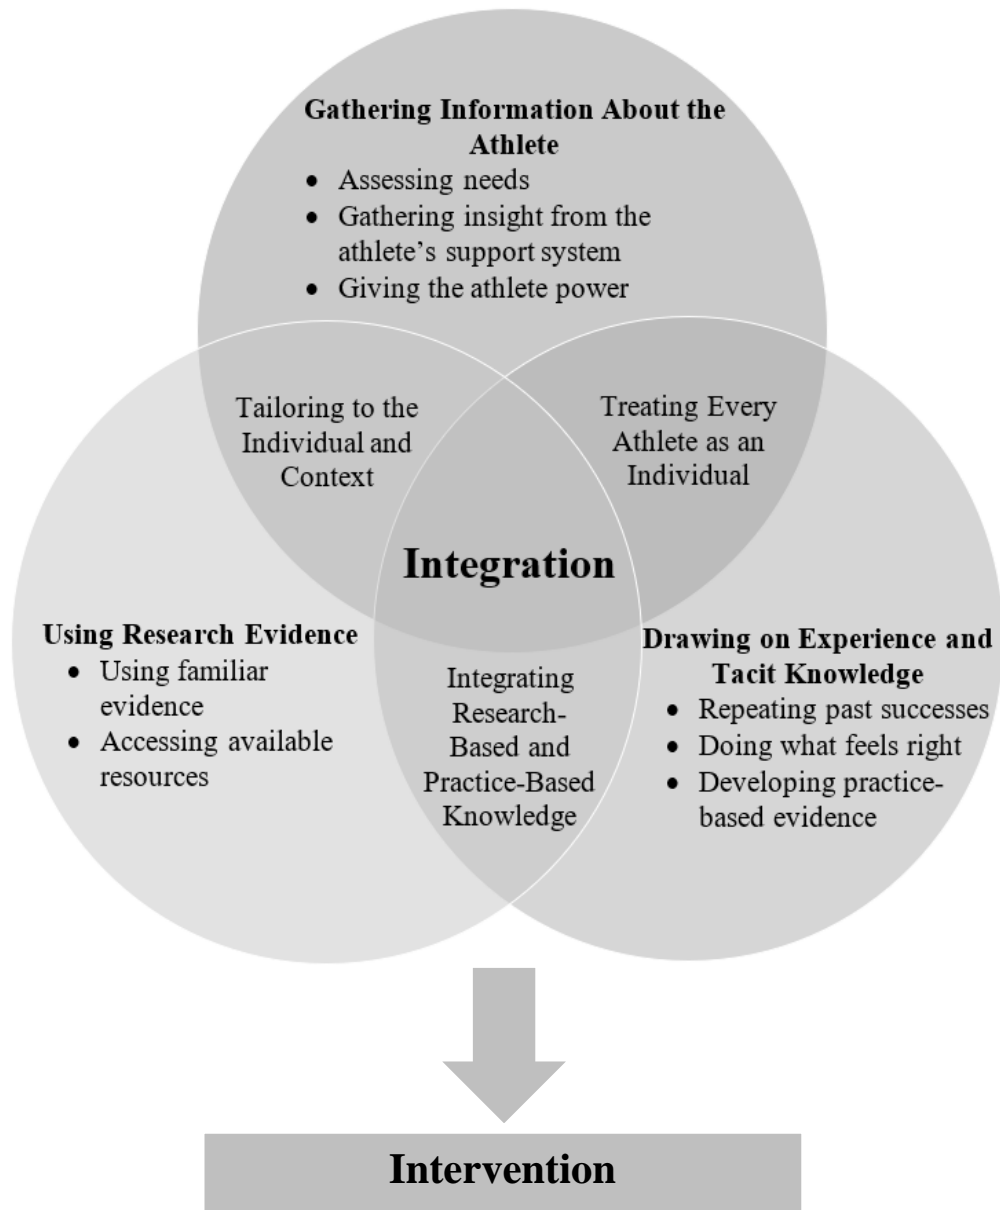 Gathering Information About the
Athlete
• Assessing needs
• Gathering insight from the
athlete's support system
• Giving the athlete power
Tailoring to the
Individual and
Context
Treating Every
Athlete as an
Individual
Integration
Using Research Evidence
• Using familiar
evidence
• Accessing available
resources
Integrating
Research-
Based and
Practice-Based
Knowledge
Drawing on Experience and
Tacit Knowledge
• Repeating past successes
• Doing what feels right
• Developing practice-
based evidence
Intervention